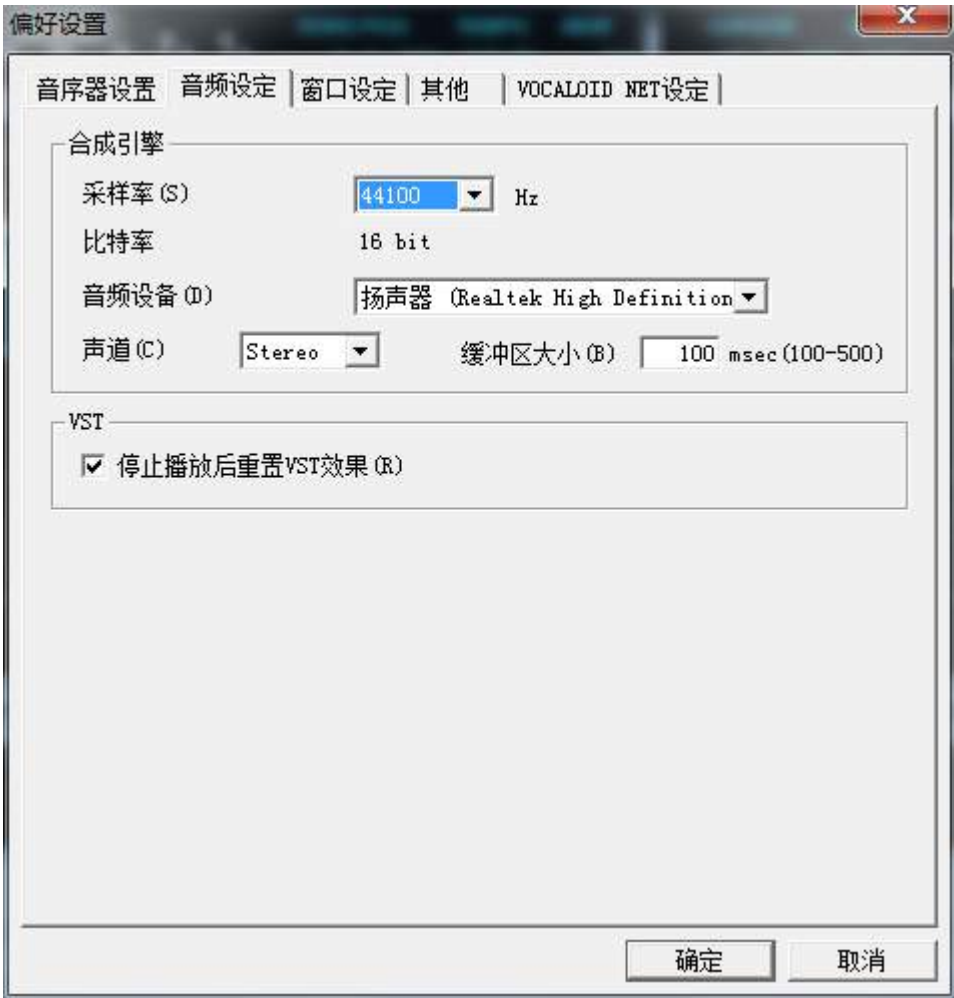 偏好设置
音序器设置 音频设定 窗口设定 其他 VOCALOID NET设定
合成引擎
采样率(S) 44100 Hz
比特率 16 bit
音频设备(D) 扬声器 (Realtek High Definition
声道(C) Stereo 缓冲区大小(B) 100 msec(100-500)
VST
停止播放后重置VST效果(R)
确定 取消